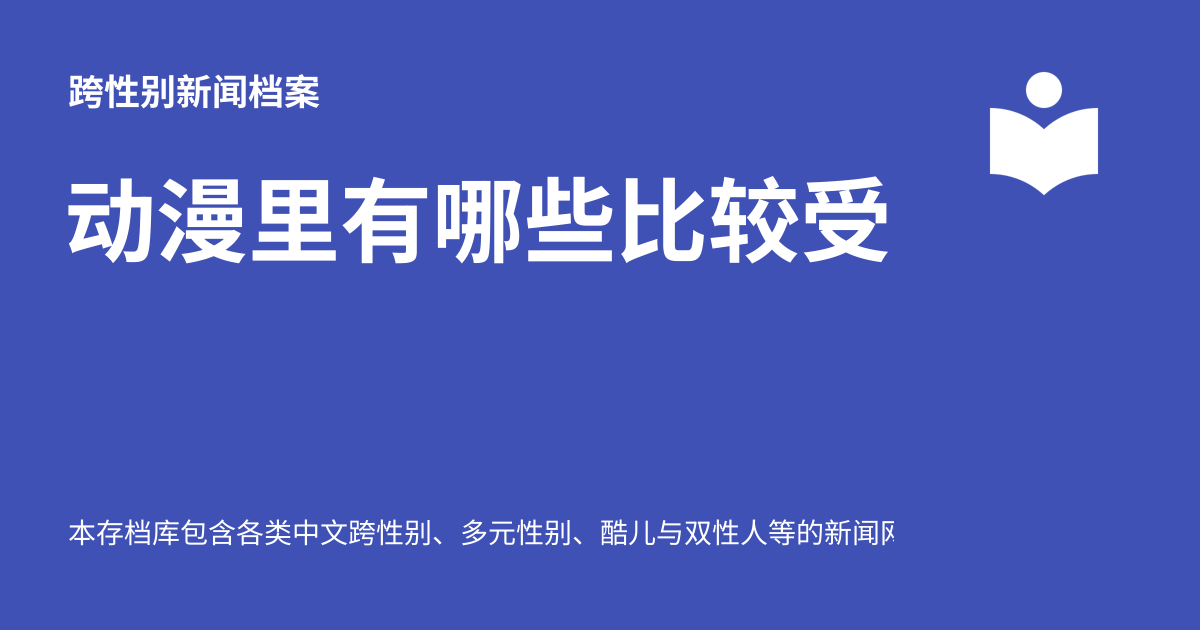 跨性别新闻档案
动漫里有哪些比较受
本存档库包含各类中文跨性别、多元性别、酷儿与双性人等的新闻